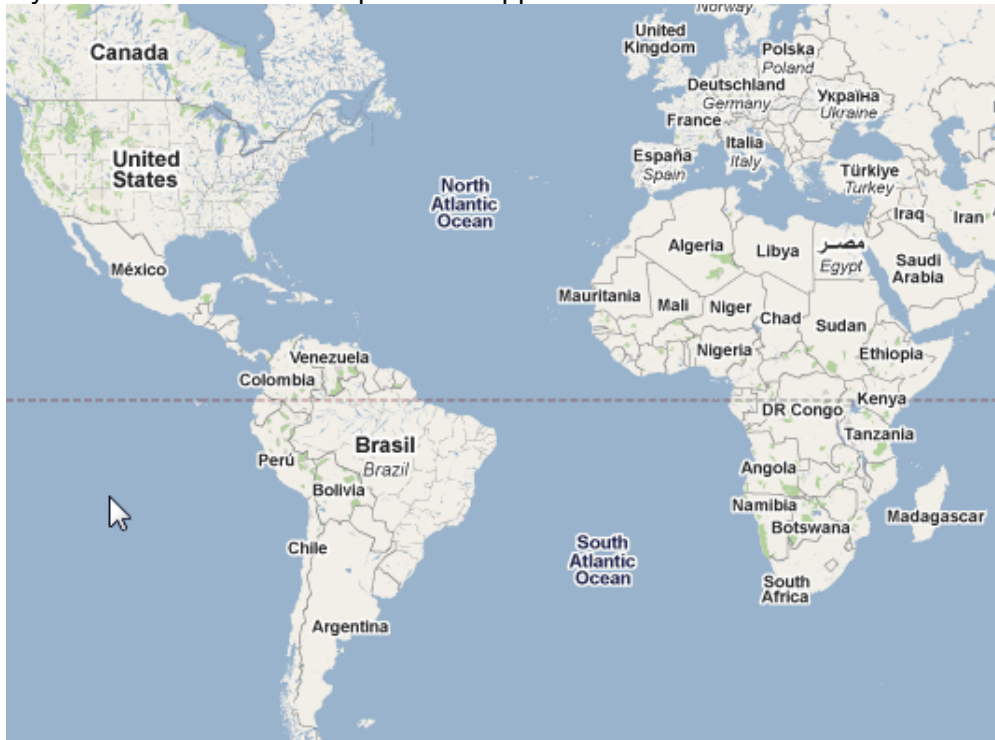 Norway
Canada
United
Kingdom
Polska
Poland
Deutschland
Germany
Україна
Ukraine
France
Italia
Italy
United
States
España
Spain
Türkiye
Turkey
North
Atlantic
Ocean
Iraq
Iran
Algeria
Libya
مصر
Egypt
Saudi
Arabia
México
Mauritania
Mali
Niger
Chad
Sudan
Nigeria
Ethiopia
Venezuela
Colombia
Kenya
DR Congo
Brasil
Brazil
Tanzania
Perú
Angola
Bolivia
Namibia
Botswana
Madagascar
Chile
South
Atlantic
Ocean
South
Africa
Argentina